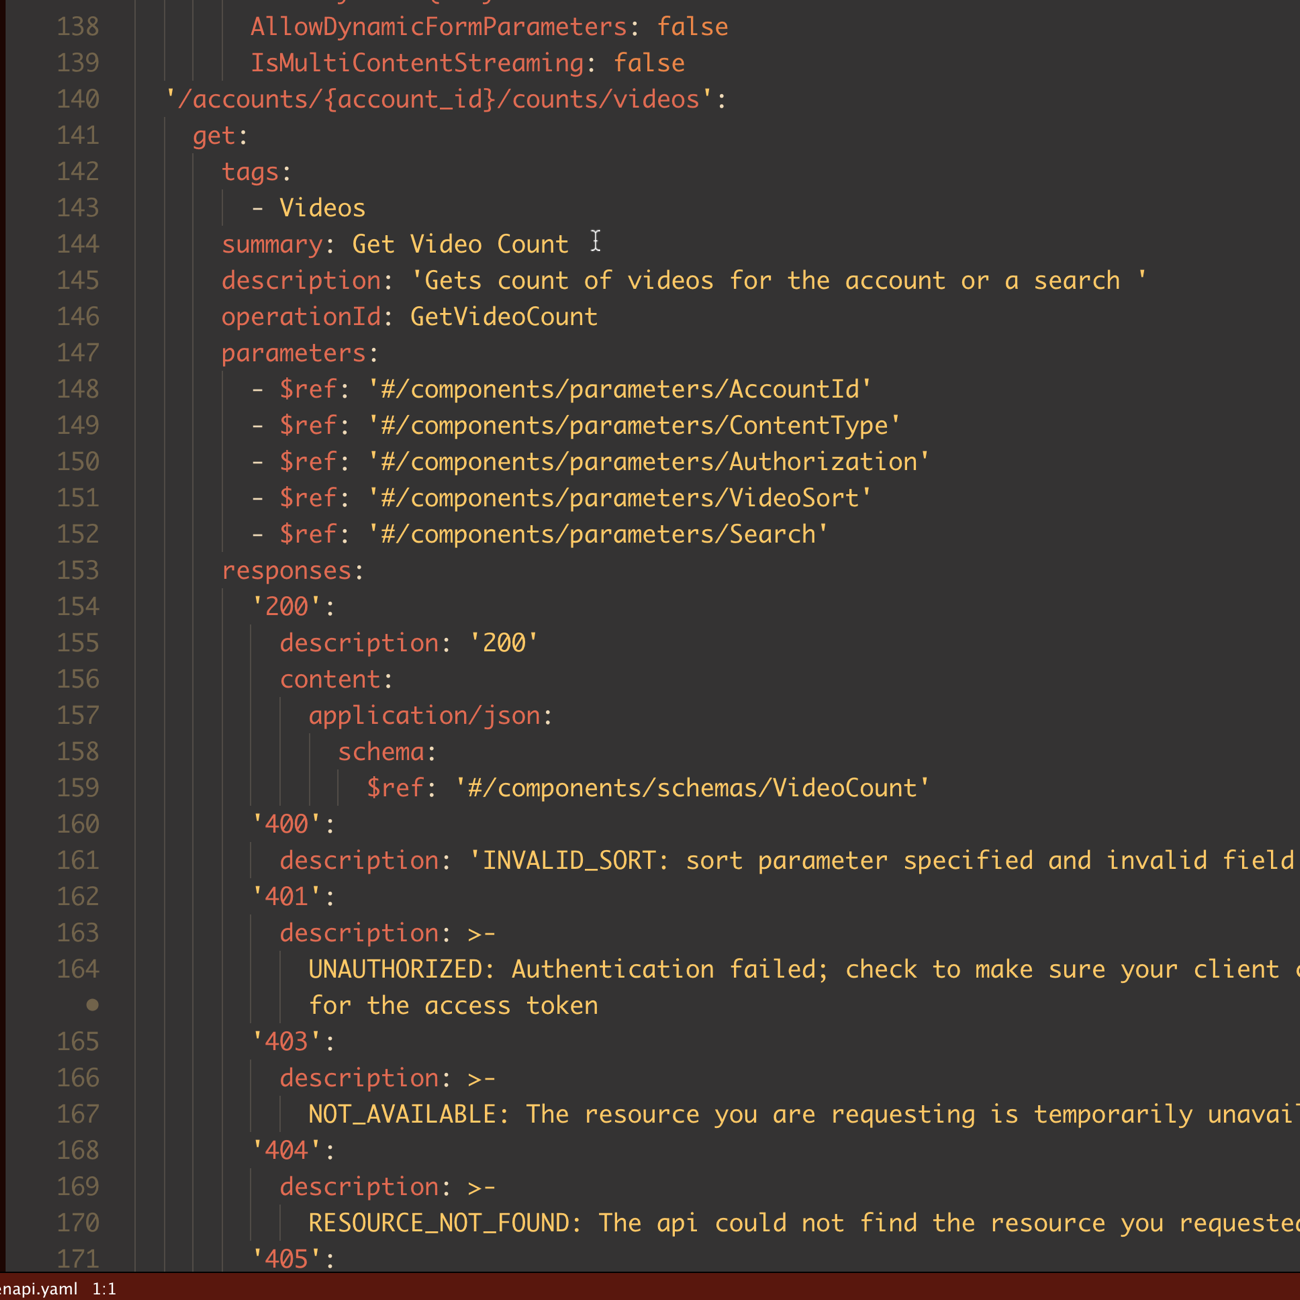 138 AllowDynamicFormParameters: false
139 IsMultiContentStreaming: false
140 '/accounts/{account_id}/counts/videos':
141 get:
142 tags:
143 - Videos
144 summary: Get Video Count
145 description: 'Gets count of videos for the account or a search '
146 operationId: GetVideoCount
147 parameters:
148 - $ref: '#/components/parameters/AccountId'
149 - $ref: '#/components/parameters/ContentType'
150 - $ref: '#/components/parameters/Authorization'
151 - $ref: '#/components/parameters/VideoSort'
152 - $ref: '#/components/parameters/Search'
153 responses:
154 '200':
155 description: '200'
156 content:
157 application/json:
158 schema:
159 $ref: '#/components/schemas/VideoCount'
160 '400':
161 description: 'INVALID_SORT: sort parameter specified and invalid field
162 '401':
163 description: >-
164 UNAUTHORIZED: Authentication failed; check to make sure your client
for the access token
165 '403':
166 description: >-
167 NOT_AVAILABLE: The resource you are requesting is temporarily unavail
168 '404':
169 description: >-
170 RESOURCE_NOT_FOUND: The api could not find the resource you requested
171 '405':
enapi.yaml 1:1